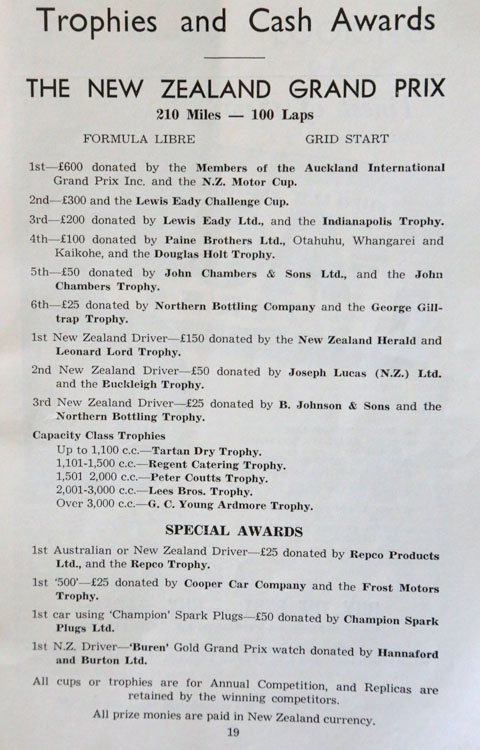 Trophies and Cash Awards
THE NEW ZEALAND GRAND PRIX
210 Miles — 100 Laps
FORMULA LIBRE GRID START
1st—£600 donated by the Members of the Auckland International
Grand Prix Inc. and the N.Z. Motor Cup.
2nd—£300 and the Lewis Eady Challenge Cup.
3rd—£200 donated by Lewis Eady Ltd., and the Indianapolis Trophy.
4th—£100 donated by Paine Brothers Ltd., Otahuhu, Whangarei and
Kaikohe, and the Douglas Holt Trophy.
5th—£50 donated by John Chambers & Sons Ltd., and the John
Chambers Trophy.
6th—£25 donated by Northern Bottling Company and the George Gill-
trap Trophy.
1st New Zealand Driver—£150 donated by the New Zealand Herald and
Leonard Lord Trophy.
2nd New Zealand Driver—£50 donated by Joseph Lucas (N.Z.) Ltd.
and the Buckleigh Trophy.
3rd New Zealand Driver—£25 donated by B. Johnson & Sons and the
Northern Bottling Trophy.
Capacity Class Trophies
Up to 1,100 c.c.—Tartan Dry Trophy.
1,101-1,500 c.c.—Regent Catering Trophy.
1,501 2,000 c.c.—Peter Coutts Trophy.
2,001-3,000 c.c.—Lees Bros. Trophy.
Over 3,000 c.c.—G. C. Young Ardmore Trophy.
SPECIAL AWARDS
1st Australian or New Zealand Driver—£25 donated by Repco Products
Ltd., and the Repco Trophy.
1st '500'—£25 donated by Cooper Car Company and the Frost Motors
Trophy.
1st car using 'Champion' Spark Plugs—£50 donated by Champion Spark
Plugs Ltd.
1st N.Z. Driver—'Buren' Gold Grand Prix watch donated by Hannaford
and Burton Ltd.
All cups or trophies are for Annual Competition, and Replicas are
retained by the winning competitors.
All prize monies are paid in New Zealand currency.
19